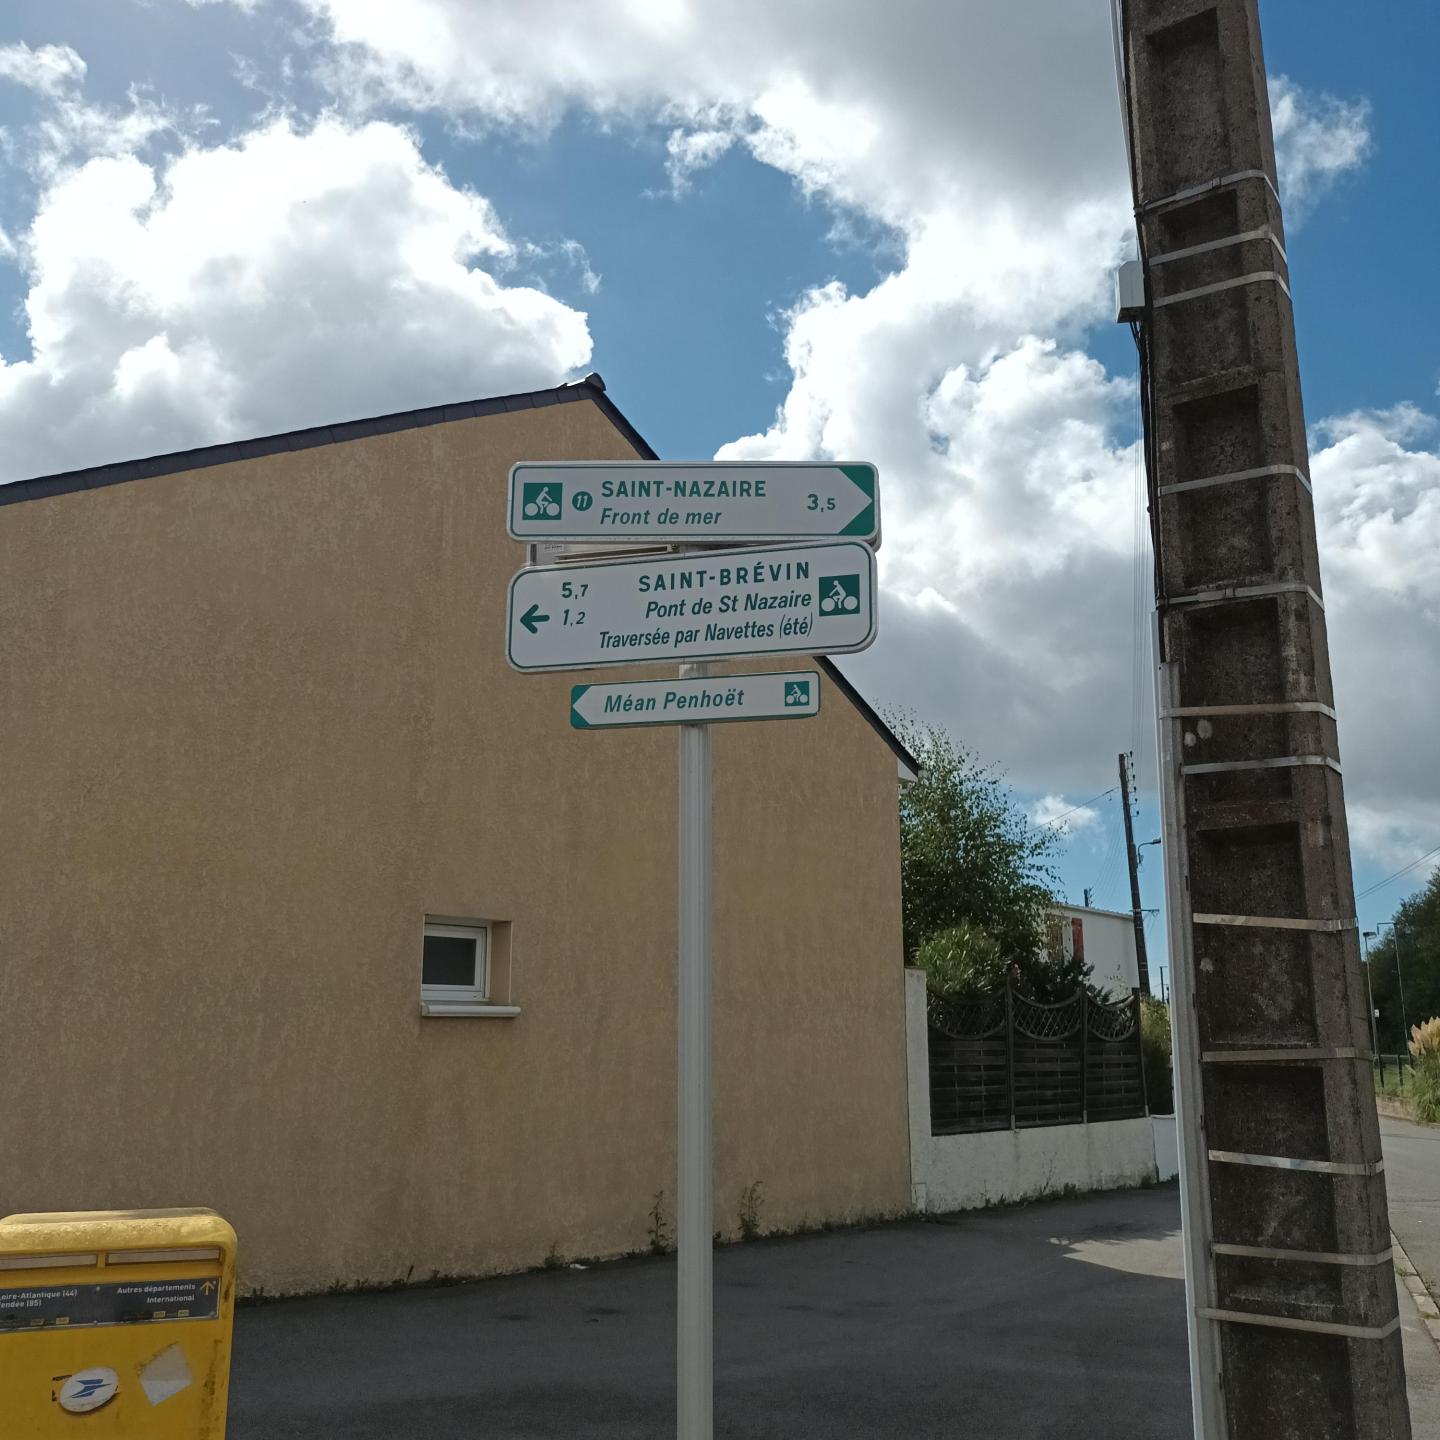 11 SAINT-NAZAIRE
Front de mer 3,5
5,7 SAINT-BRÉVIN
1,2 Pont de St Nazaire
Traversée par Navettes (été)
Méan Penhoët
Loire-Atlantique (44)
Vendée (85)
Autres départements
International